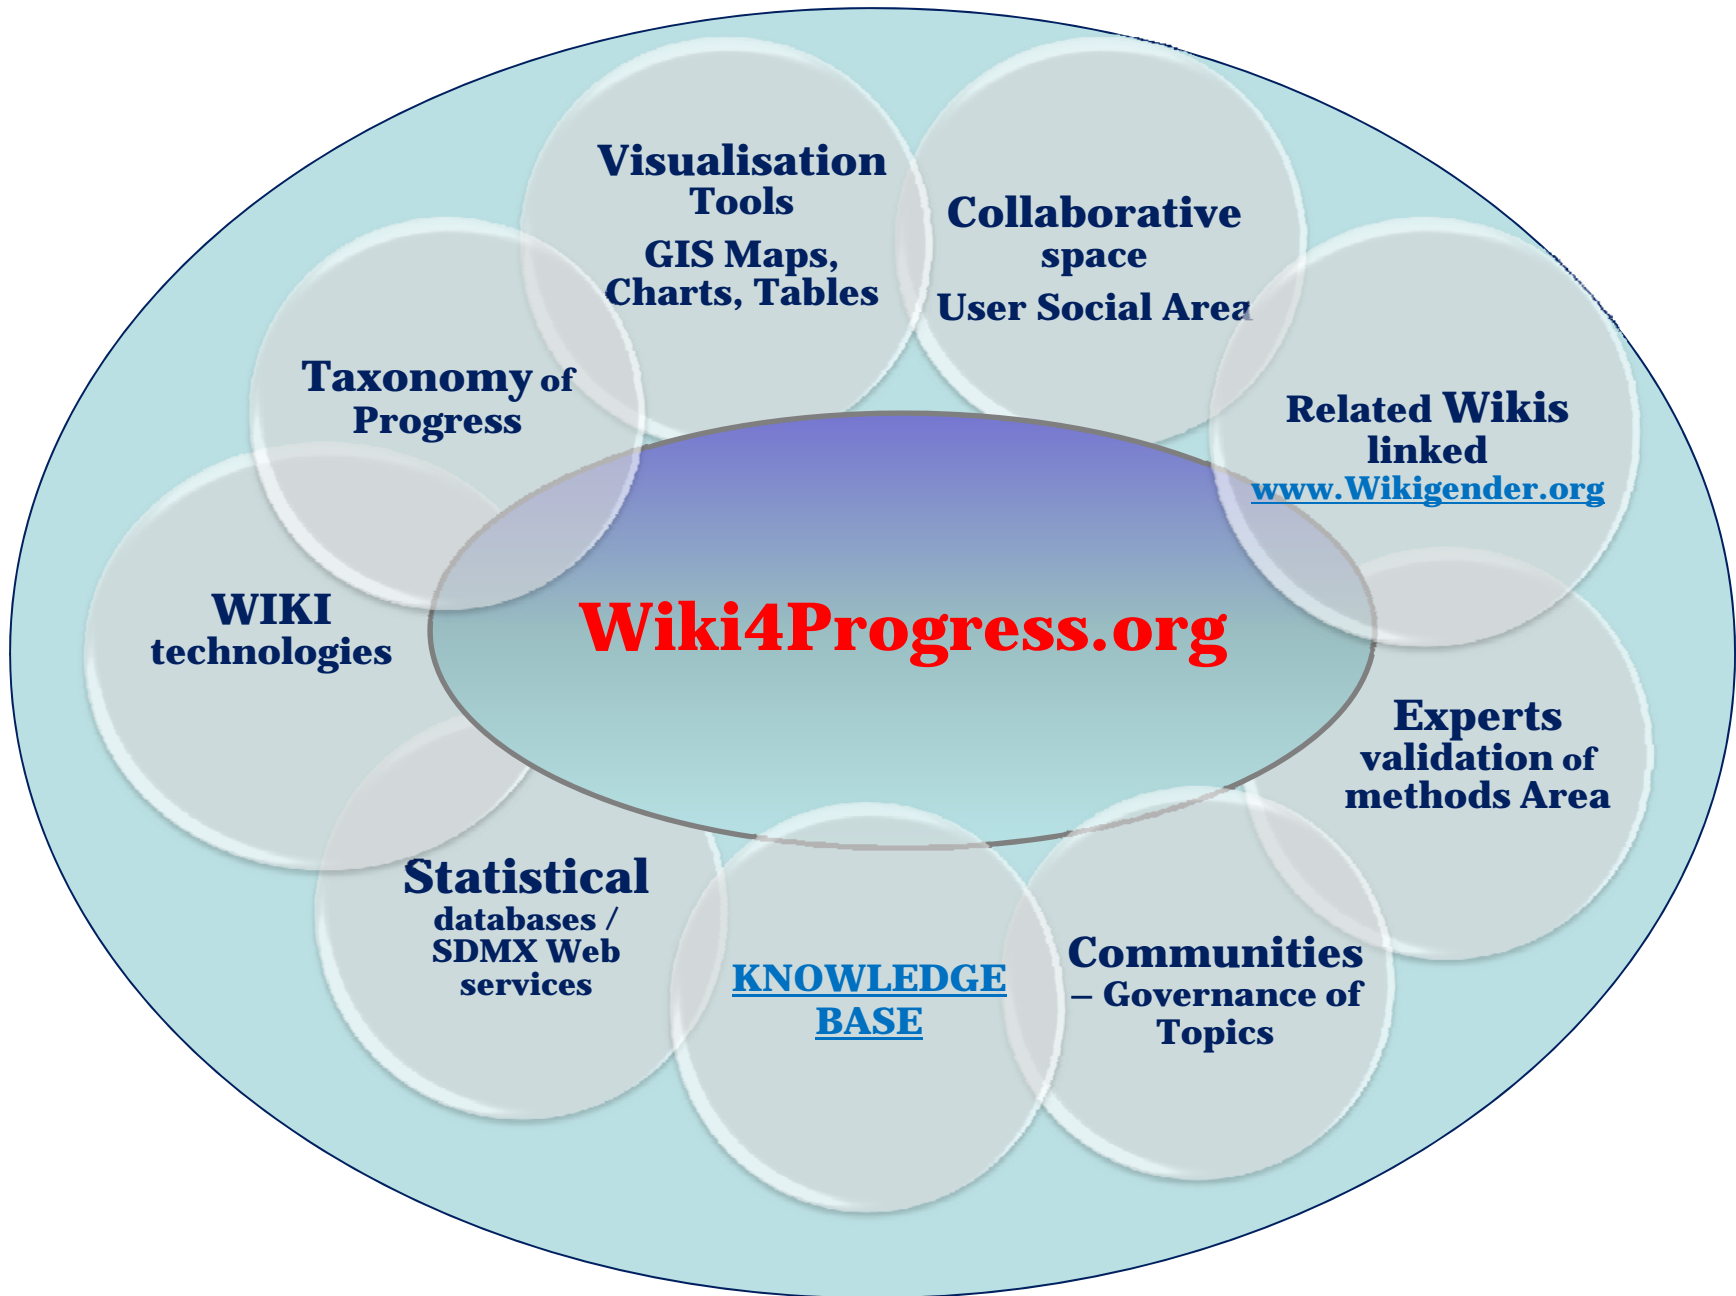 Visualisation
Tools
GIS Maps,
Charts, Tables
Collaborative
space
User Social Area
Taxonomy of
Progress
Related Wikis
linked
www.Wikigender.org
WIKI
technologies
Wiki4Progress.org
Experts
validation of
methods Area
Statistical
databases /
SDMX Web
services
KNOWLEDGE
BASE
Communities
– Governance of
Topics